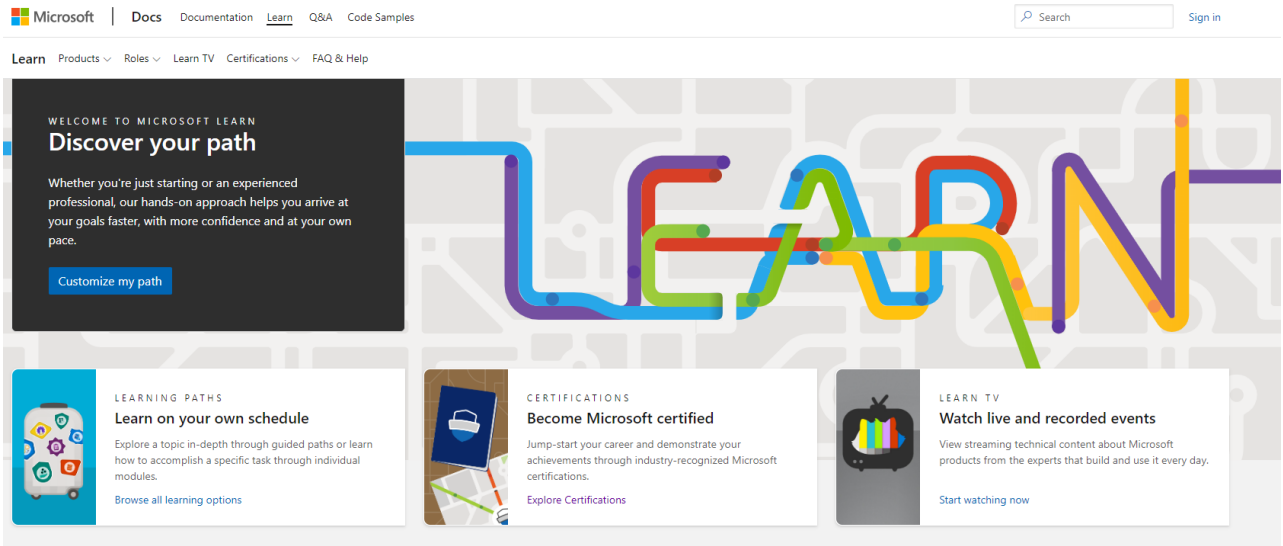 Microsoft Docs Documentation Learn Q&A Code Samples Search Sign in
Learn Products Roles Learn TV Certifications FAQ & Help
WELCOME TO MICROSOFT LEARN
Discover your path
Whether you're just starting or an experienced
professional, our hands-on approach helps you arrive at
your goals faster, with more confidence and at your own
pace.
Customize my path
LEARN
LEARNING PATHS
Learn on your own schedule
Explore a topic in-depth through guided paths or learn
how to accomplish a specific task through individual
modules.
Browse all learning options
CERTIFICATIONS
Become Microsoft certified
Jump-start your career and demonstrate your
achievements through industry-recognized Microsoft
certifications.
Explore Certifications
LEARN TV
Watch live and recorded events
View streaming technical content about Microsoft
products from the experts that build and use it every day.
Start watching now